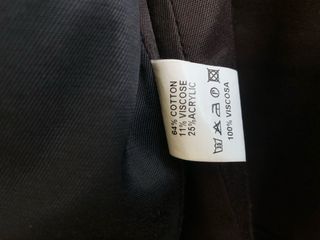 64% COTTON
11% VISCOSE
25%ACRYLIC
100% VISCOSA